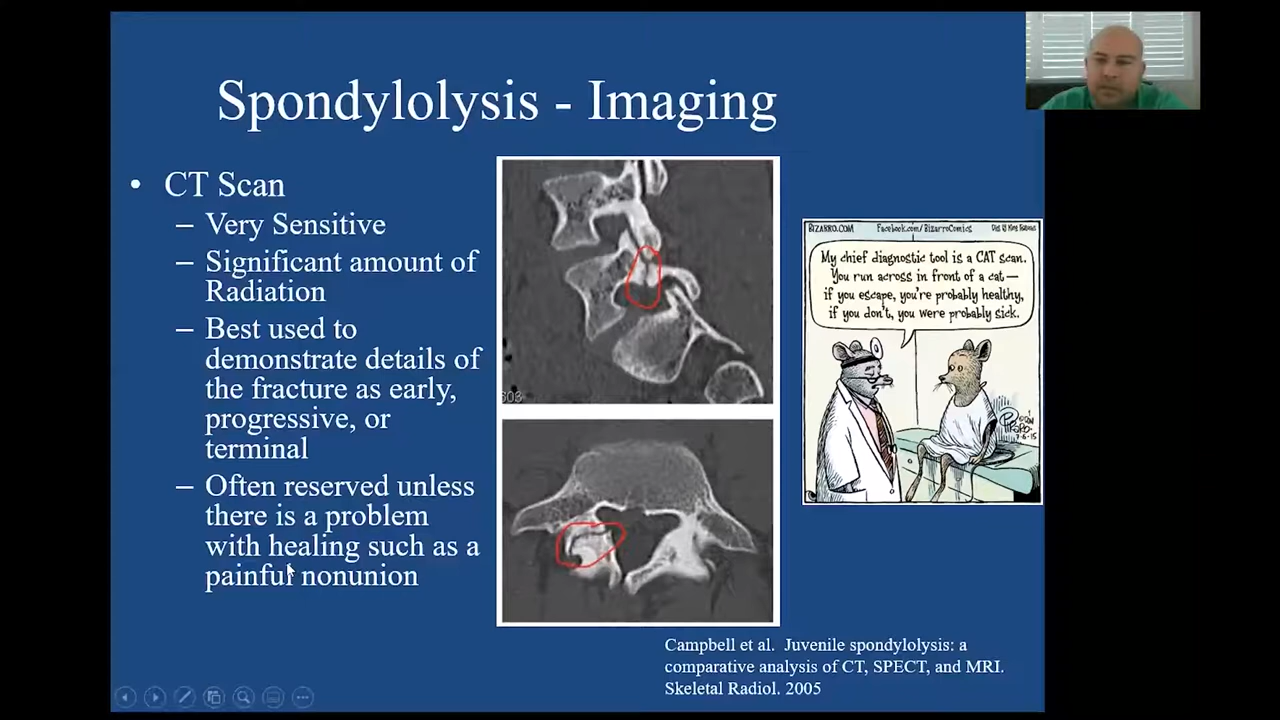 Spondylolysis - Imaging
• CT Scan
– Very Sensitive
– Significant amount of
Radiation
– Best used to
demonstrate details of
the fracture as early,
progressive, or
terminal
– Often reserved unless
there is a problem
with healing such as a
painful nonunion
303
BIZARRO.COM
Facebook.com/BizarroComics
My chief diagnostic tool is a CAT scan.
You run across in front of a cat—
if you escape, you're probably healthy,
if you don't, you were probably sick.
7-6-15
Campbell et al. Juvenile spondylolysis: a
comparative analysis of CT, SPECT, and MRI.
Skeletal Radiol. 2005